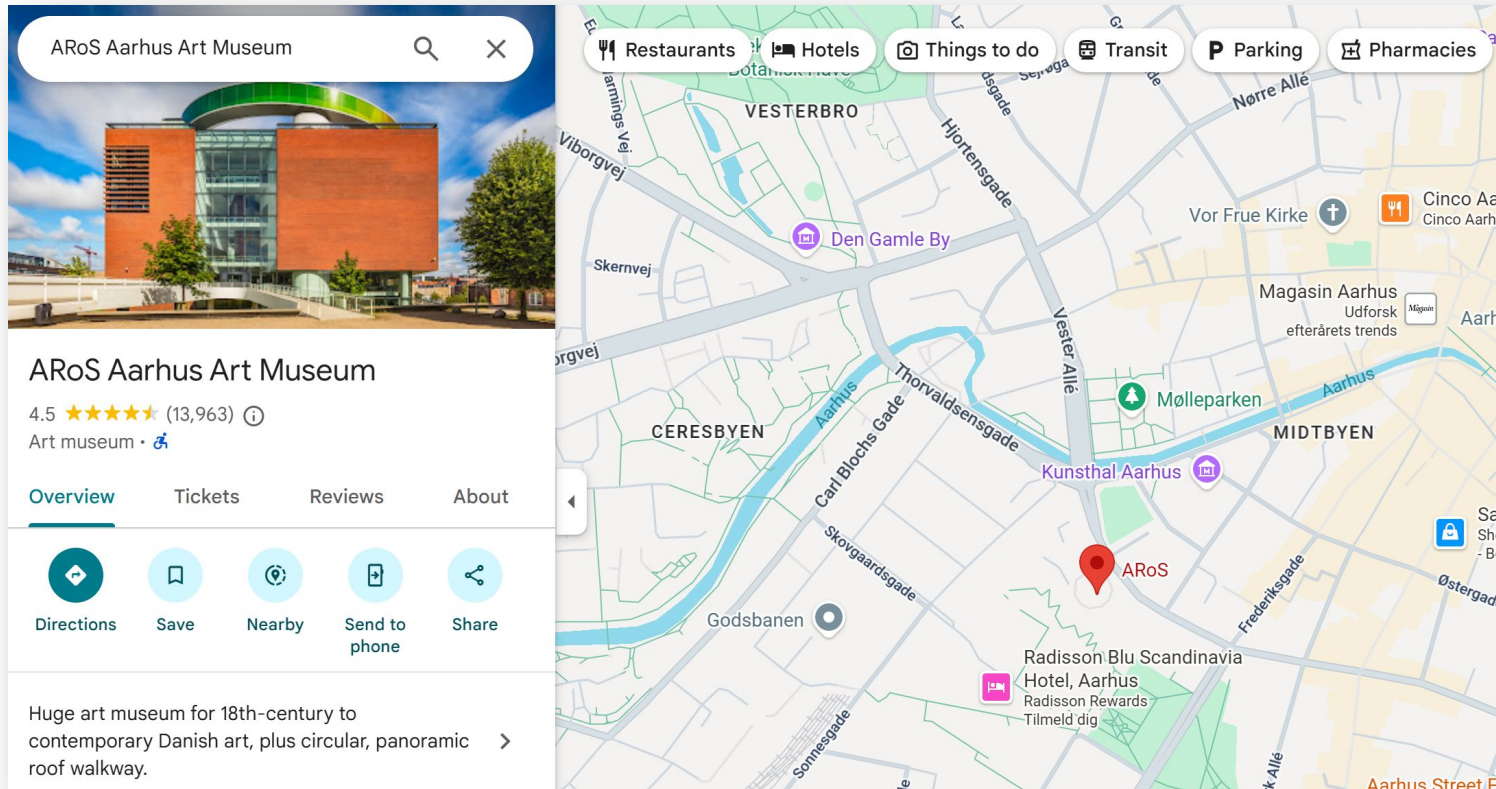 ARoS Aarhus Art Museum
Restaurants
Hotels
Things to do
Transit
Parking
Pharmacies
ARoS Aarhus Art Museum
4.5 (13,963)
Art museum ·
Overview
Tickets
Reviews
About
Directions
Save
Nearby
Send to
phone
Share
Huge art museum for 18th-century to
contemporary Danish art, plus circular, panoramic
roof walkway.
VESTERBRO
Viborgvej
Hjortensgade
Nørre Allé
Vor Frue Kirke
Cinco Aa
Cinco Aarh
Den Gamle By
Skernvej
Magasin Aarhus
Udforsk
efterårets trends
Magasin
Aarh
Vester Allé
orgvej
Thorvaldsensgade
Aarhus
Aarhus
Mølleparken
CERESBYEN
Carl Blochs Gade
MIDTBYEN
Kunsthal Aarhus
Skovgaardsgade
ARoS
Frederiksgade
Sa
Sh
- B
Østergad
Godsbanen
Radisson Blu Scandinavia
Hotel, Aarhus
Radisson Rewards
Tilmeld dig
Sonnesgade
k Allé
Aarhus Street F